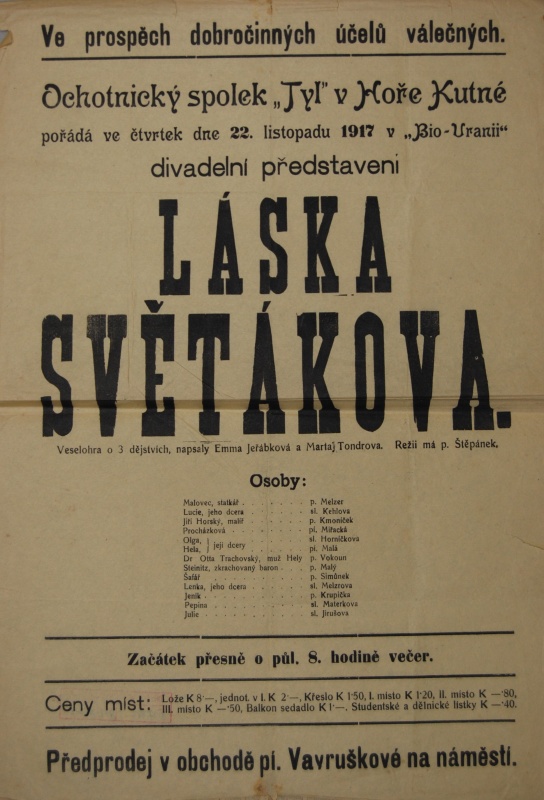 Ve prospěch dobročinných účelů válečných.
Ochotnický spolek „Tyl" v Hoře Kutné
pořádá ve čtvrtek dne 22. listopadu 1917 v „Bio-Uranii"
divadelní představeni
LÁSKA
SVĚTÁKOVA.
Veselohra o 3 dějstvích, napsaly Emma Jeřábková a Martaj Tondrova. Režii má p. Štěpánek.
Osoby:
Malovec, statkář . . . . . . . p. Melzer
Lucie, jeho dcera . . . . . . sl. Krhlova
Jiří Horský, malíř . . . . . . p. Kmoníček
Procházková . . . . . . . pí. Miřacká
Olga, } její dcery . . . . . sl. Horníčkova
Hela, } pí. Malá
Dr Otta Trachovský, muž Hely p. Vokoun
Steinitz, zkrachovaný baron . . . p. Malý
Šafář . . . . . . . . p. Šimůnek
Lenka, jeho dcera . . . . . . sl. Melzrova
Jeník . . . . . . . . p. Krupička
Pepina . . . . . . . . sl. Materkova
Julie . . . . . . . . sl. Jirušova
Začátek přesně o půl. 8. hodině večer.
Ceny míst: Lóže K 8·—, jednot. v l. K 2·—, Křeslo K 1·50, I. místo K 1·20, II. místo K —·80,
III. místo K —·50, Balkon sedadlo K 1·—. Studentské a dělnické lístky K —·40.
Předprodej v obchodě pí. Vavruškové na náměstí.